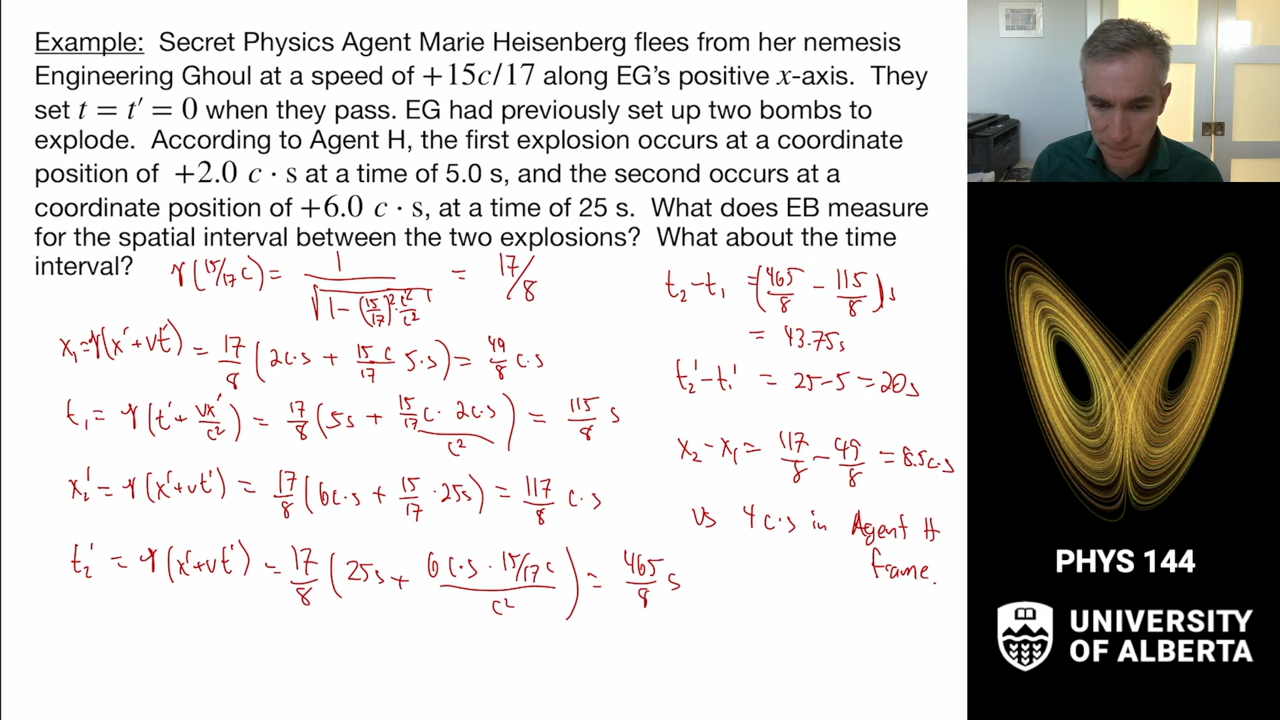 Example: Secret Physics Agent Marie Heisenberg flees from her nemesis
Engineering Ghoul at a speed of +15c/17 along EG's positive x-axis. They
set t = t′ = 0 when they pass. EG had previously set up two bombs to
explode. According to Agent H, the first explosion occurs at a coordinate
position of +2.0 c · s at a time of 5.0 s, and the second occurs at a
coordinate position of +6.0 c · s, at a time of 25 s. What does EB measure
for the spatial interval between the two explosions? What about the time
interval?
γ(15/17 c) = 1/√(1 − (15/17)² c²/c²) = 17/8
x₁ = γ(x′ + vt′) = 17/8 (2c·s + 15c/17 5·s) = 49/8 c·s
t₁ = γ(t′ + vx′/c²) = 17/8 (5s + 15/17 c · 2c·s/c²) = 115/8 s
x₂′ = γ(x′ + vt′) = 17/8 (6c·s + 15/17 · 25s) = 117/8 c·s
t₂′ = γ(x′ + vt′) = 17/8 (25s + 6c·s · 15/17 c/c²) = 465/8 s
t₂ − t₁ = (465/8 − 115/8) s
= 43.75s
t₂′ − t₁′ = 25 − 5 = 20s
x₂ − x₁ = 117/8 − 49/8 = 8.5c·s
vs 4c·s in Agent H
frame.
PHYS 144
UNIVERSITY
OF ALBERTA